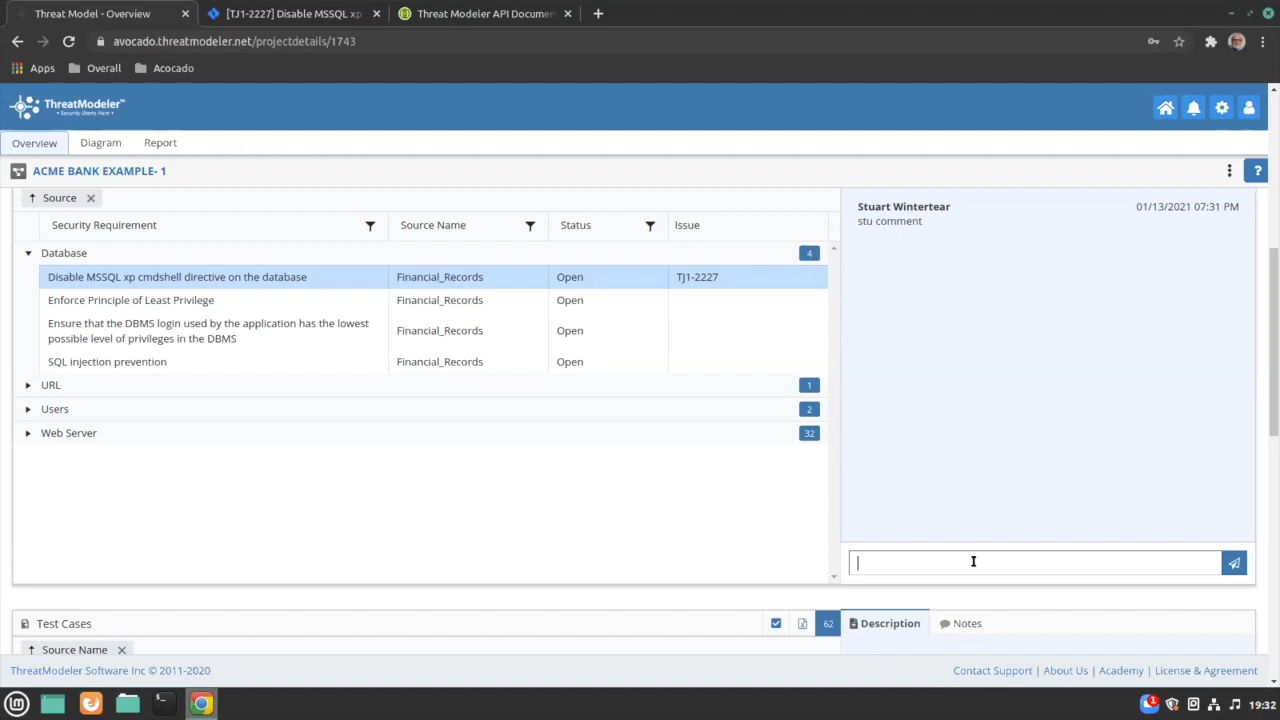 Threat Model - Overview
[TJ1-2227] Disable MSSQL xp
Threat Modeler API Documen
avocado.threatmodeler.net/projectdetails/1743
Apps
Overall
Acocado
ThreatModeler™
• Security Starts Here •
Overview
Diagram
Report
ACME BANK EXAMPLE- 1
?
Source
Security Requirement
Source Name
Status
Issue
Database
4
Disable MSSQL xp cmdshell directive on the database
Financial_Records
Open
TJ1-2227
Enforce Principle of Least Privilege
Financial_Records
Open
Ensure that the DBMS login used by the application has the lowest
possible level of privileges in the DBMS
Financial_Records
Open
SQL injection prevention
Financial_Records
Open
URL
1
Users
2
Web Server
32
Stuart Wintertear
01/13/2021 07:31 PM
stu comment
Test Cases
62
Description
Notes
Source Name
ThreatModeler Software Inc © 2011-2020
Contact Support | About Us | Academy | License & Agreement
1
19:32